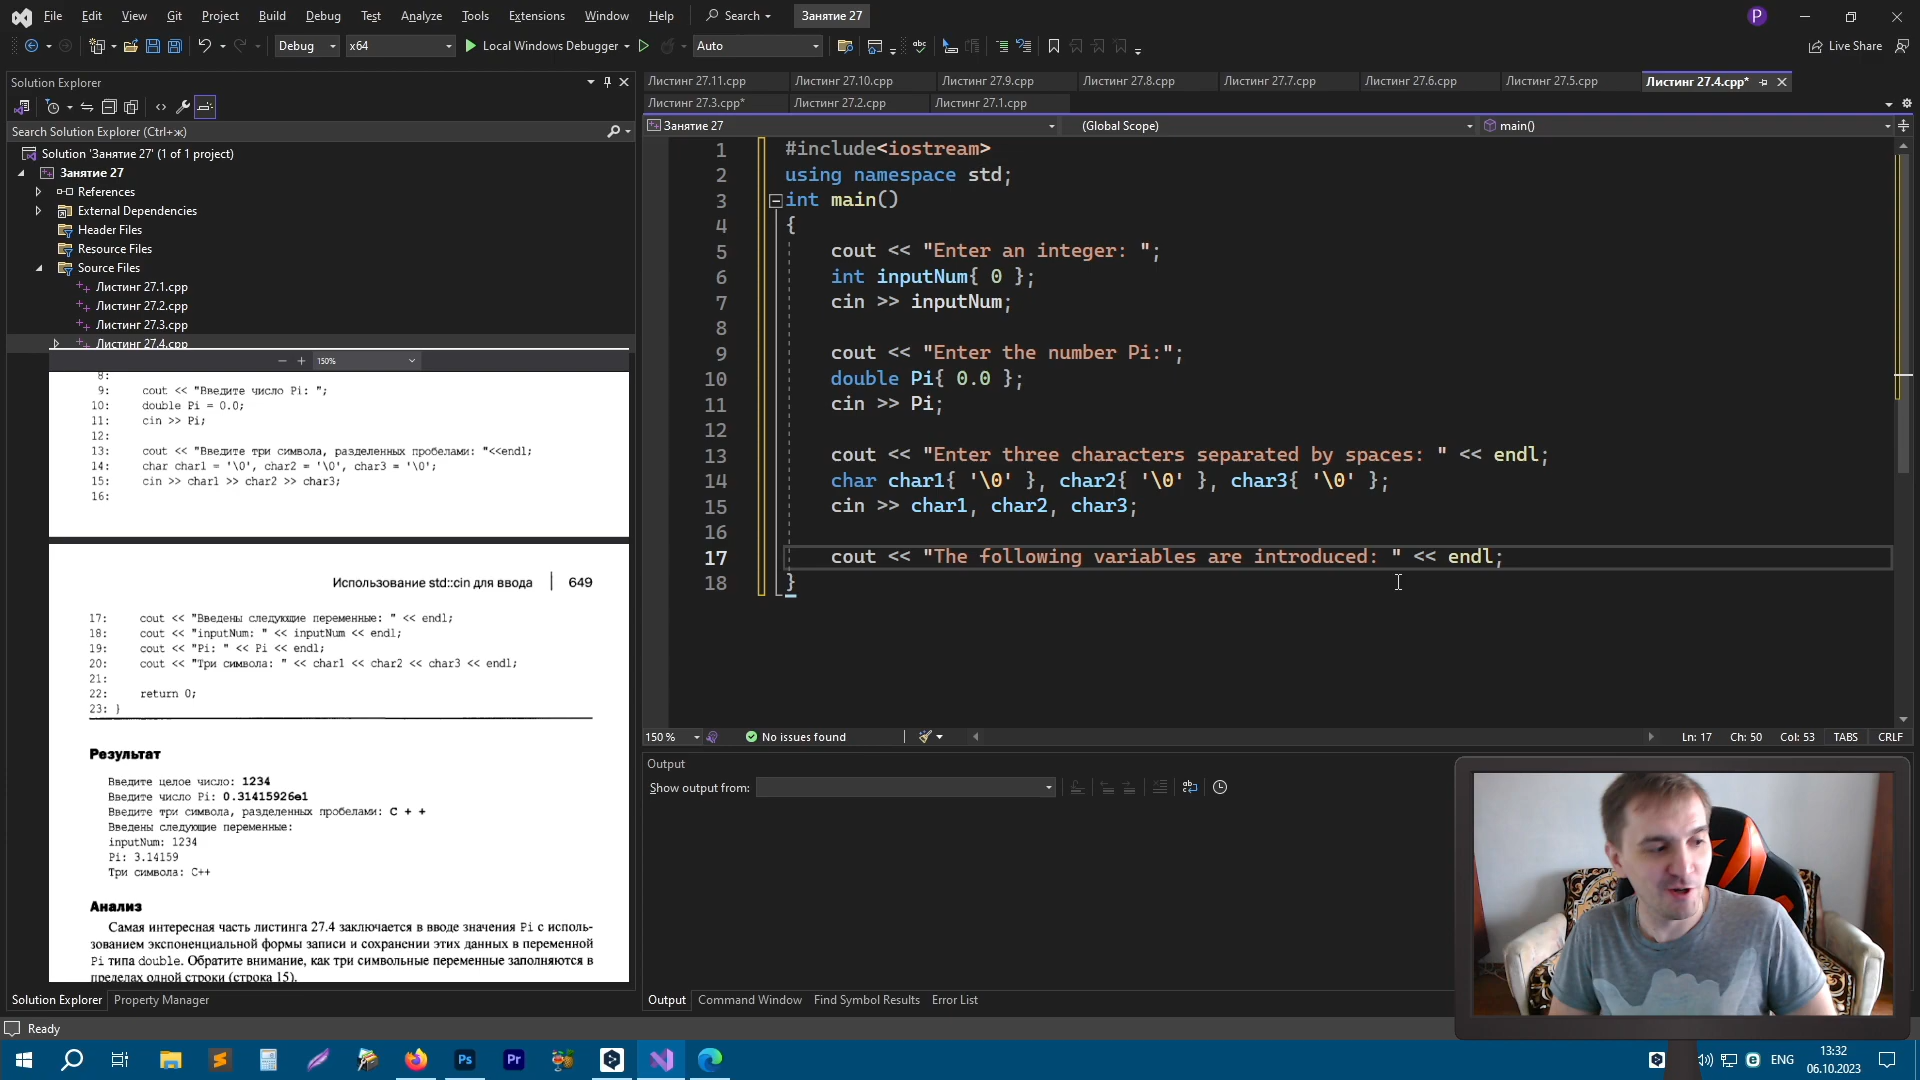 File Edit View Git Project Build Debug Test Analyze Tools Extensions Window Help Search Занятие 27 P
Debug x64 Local Windows Debugger Auto Live Share
Solution Explorer
Search Solution Explorer (Ctrl+ж)
Solution 'Занятие 27' (1 of 1 project)
Занятие 27
References
External Dependencies
Header Files
Resource Files
Source Files
Листинг 27.1.cpp
Листинг 27.2.cpp
Листинг 27.3.cpp
Листинг 27.4.cpp
150%
8:
9: cout << "Введите число Pi: ";
10: double Pi = 0.0;
11: cin >> Pi;
12:
13: cout << "Введите три символа, разделенных пробелами: "<<endl;
14: char char1 = '\0', char2 = '\0', char3 = '\0';
15: cin >> char1 >> char2 >> char3;
16:
Использование std::cin для ввода | 649
17: cout << "Введены следующие переменные: " << endl;
18: cout << "inputNum: " << inputNum << endl;
19: cout << "Pi: " << Pi << endl;
20: cout << "Три символа: " << char1 << char2 << char3 << endl;
21:
22: return 0;
23: }
Результат
Введите целое число: 1234
Введите число Pi: 0.31415926e1
Введите три символа, разделенных пробелами: C + +
Введены следующие переменные:
inputNum: 1234
Pi: 3.14159
Три символа: C++
Анализ
Самая интересная часть листинга 27.4 заключается в вводе значения Pi с исполь-
зованием экспоненциальной формы записи и сохранении этих данных в переменной
Pi типа double. Обратите внимание, как три символьные переменные заполняются в
пределах одной строки (строка 15).
Solution Explorer Property Manager
Листинг 27.11.cpp Листинг 27.10.cpp Листинг 27.9.cpp Листинг 27.8.cpp Листинг 27.7.cpp Листинг 27.6.cpp Листинг 27.5.cpp Листинг 27.4.cpp*
Листинг 27.3.cpp* Листинг 27.2.cpp Листинг 27.1.cpp
Занятие 27 (Global Scope) main()
1 #include<iostream>
2 using namespace std;
3 int main()
4 {
5 cout << "Enter an integer: ";
6 int inputNum{ 0 };
7 cin >> inputNum;
8
9 cout << "Enter the number Pi:";
10 double Pi{ 0.0 };
11 cin >> Pi;
12
13 cout << "Enter three characters separated by spaces: " << endl;
14 char char1{ '\0' }, char2{ '\0' }, char3{ '\0' };
15 cin >> char1, char2, char3;
16
17 cout << "The following variables are introduced: " << endl;
18 }
150 % No issues found Ln: 17 Ch: 50 Col: 53 TABS CRLF
Output
Show output from:
Output Command Window Find Symbol Results Error List
Ready
Ps Pr ENG 13:32
06.10.2023